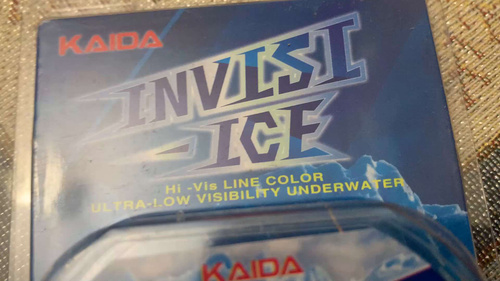 KAIDA
INVISI
-ICE
Hi -Vis LINE COLOR
ULTRA-LOW VISIBILITY UNDERWATER
KAIDA